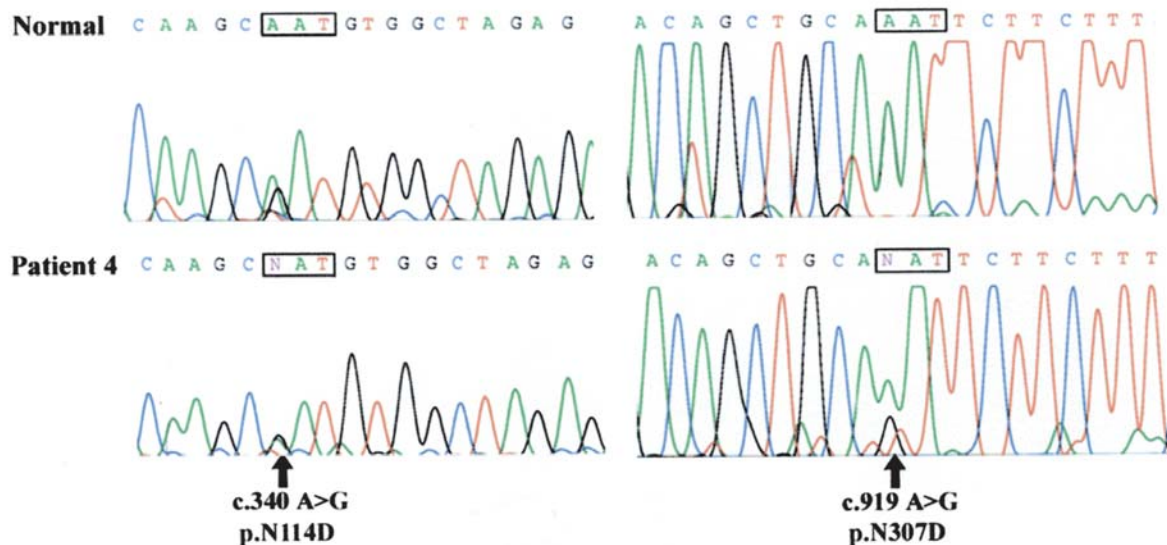 Normal C A A G C A A T G T G G C T A G A G A C A G C T G C A A A T T C T T C T T T
Patient 4 C A A G C N A T G T G G C T A G A G A C A G C T G C A N A T T C T T C T T T
c.340 A>G c.919 A>G
p.N114D p.N307D